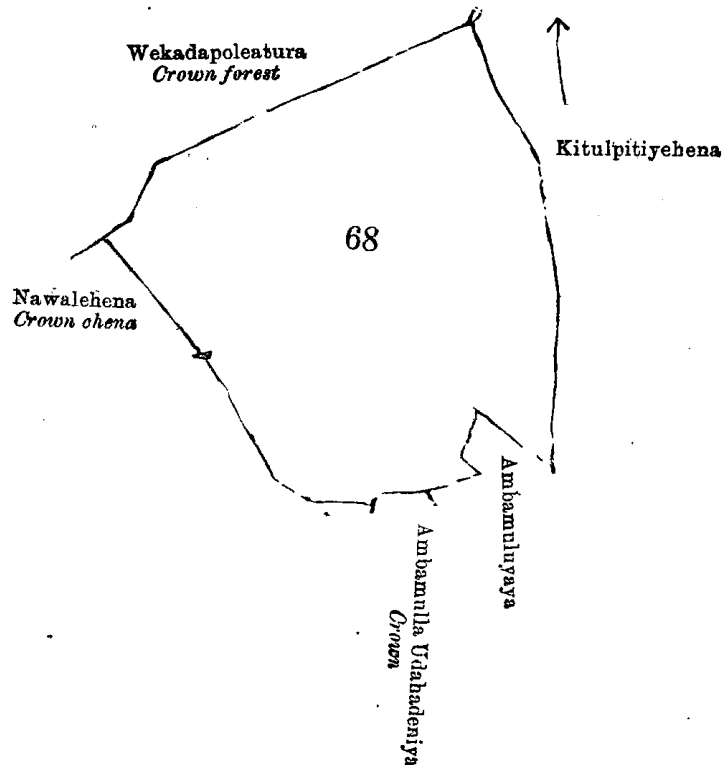 Wekadapoleatura
Crown forest
Kitulpitiyehena
68
Nawalehena
Crown chena
Ambamuluyaya
Ambamulla Udahadeniya
Crown